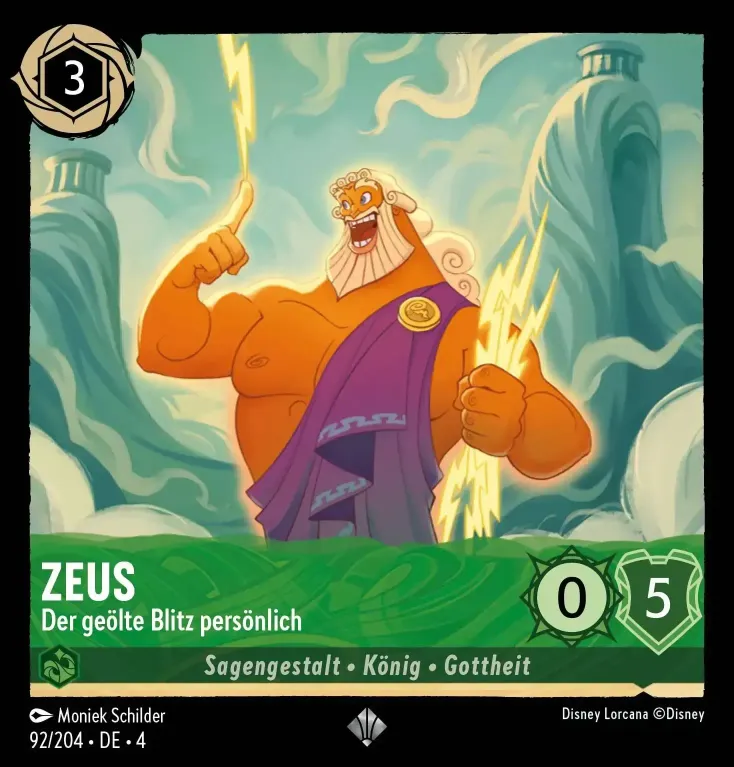 3
ZEUS
Der geölte Blitz persönlich
0
5
Sagengestalt • König • Gottheit
Moniek Schilder
Disney Lorcana ©Disney
92/204 • DE • 4